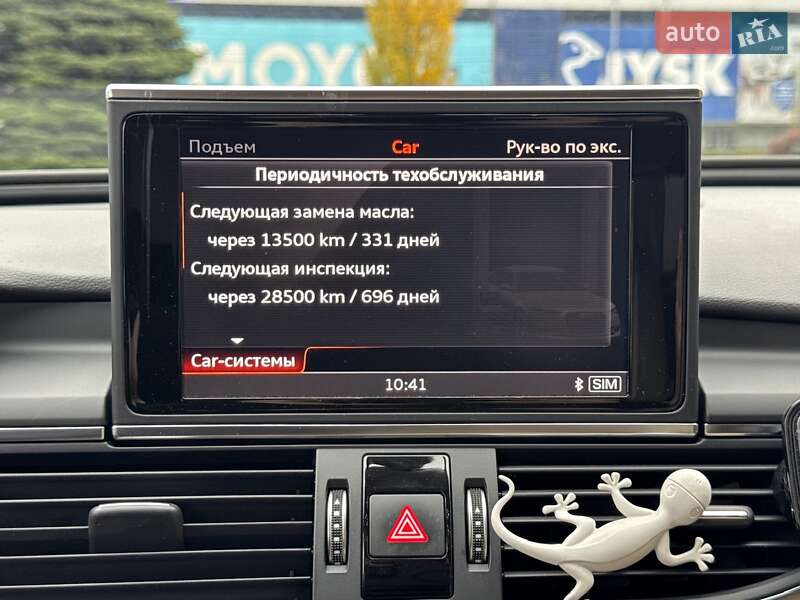 MOYO
JYSK
auto RIA
.com
Подъем Car Рук-во по экс.
Периодичность техобслуживания
Следующая замена масла:
через 13500 km / 331 дней
Следующая инспекция:
через 28500 km / 696 дней
Car-системы
10:41 SIM